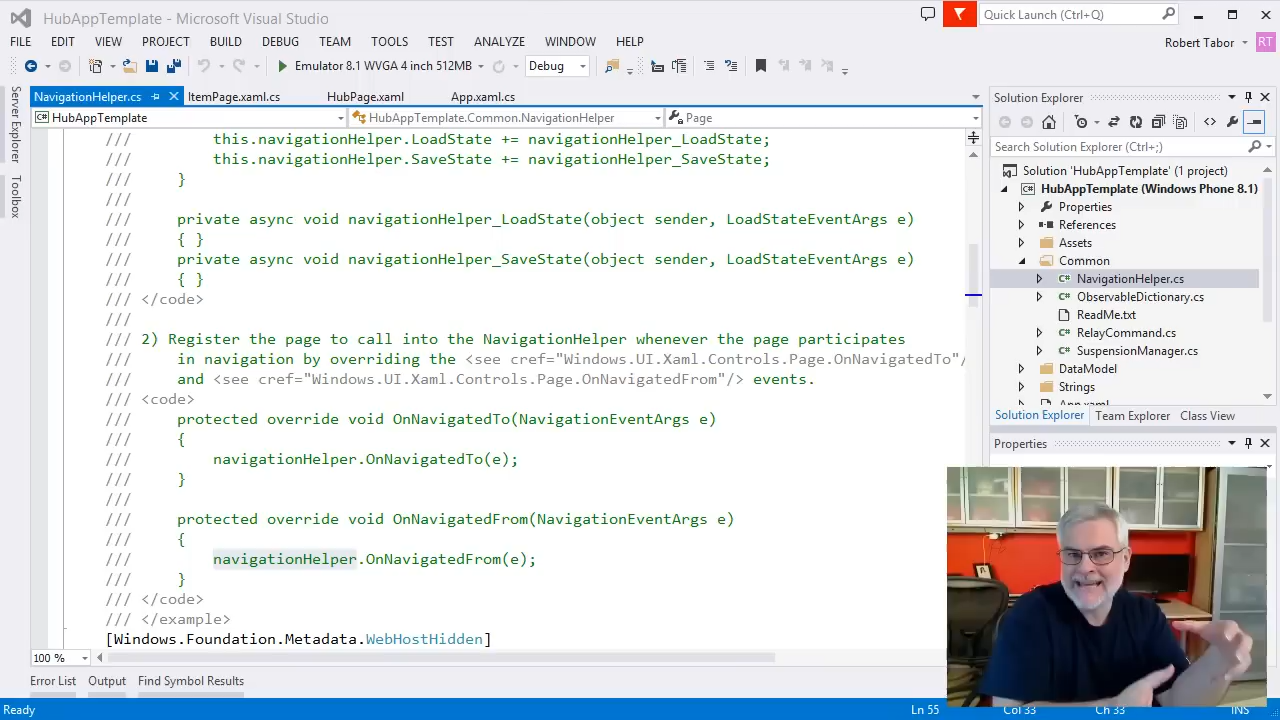 HubAppTemplate - Microsoft Visual Studio
Quick Launch (Ctrl+Q)
FILE EDIT VIEW PROJECT BUILD DEBUG TEAM TOOLS TEST ANALYZE WINDOW HELP
Robert Tabor RT
Emulator 8.1 WVGA 4 inch 512MB Debug
Server Explorer
Toolbox
NavigationHelper.cs ItemPage.xaml.cs HubPage.xaml App.xaml.cs
HubAppTemplate HubAppTemplate.Common.NavigationHelper Page
/// this.navigationHelper.LoadState += navigationHelper_LoadState;
/// this.navigationHelper.SaveState += navigationHelper_SaveState;
/// }
///
/// private async void navigationHelper_LoadState(object sender, LoadStateEventArgs e)
/// { }
/// private async void navigationHelper_SaveState(object sender, LoadStateEventArgs e)
/// { }
/// </code>
///
/// 2) Register the page to call into the NavigationHelper whenever the page participates
/// in navigation by overriding the <see cref="Windows.UI.Xaml.Controls.Page.OnNavigatedTo"/
/// and <see cref="Windows.UI.Xaml.Controls.Page.OnNavigatedFrom"/> events.
/// <code>
/// protected override void OnNavigatedTo(NavigationEventArgs e)
/// {
/// navigationHelper.OnNavigatedTo(e);
/// }
///
/// protected override void OnNavigatedFrom(NavigationEventArgs e)
/// {
/// navigationHelper.OnNavigatedFrom(e);
/// }
/// </code>
/// </example>
[Windows.Foundation.Metadata.WebHostHidden]
100 %
Error List Output Find Symbol Results
Ready Ln 55 Col 33 Ch 33 INS
Solution Explorer
Search Solution Explorer (Ctrl+;)
Solution 'HubAppTemplate' (1 project)
HubAppTemplate (Windows Phone 8.1)
Properties
References
Assets
Common
NavigationHelper.cs
ObservableDictionary.cs
ReadMe.txt
RelayCommand.cs
SuspensionManager.cs
DataModel
Strings
App.xaml
Solution Explorer Team Explorer Class View
Properties